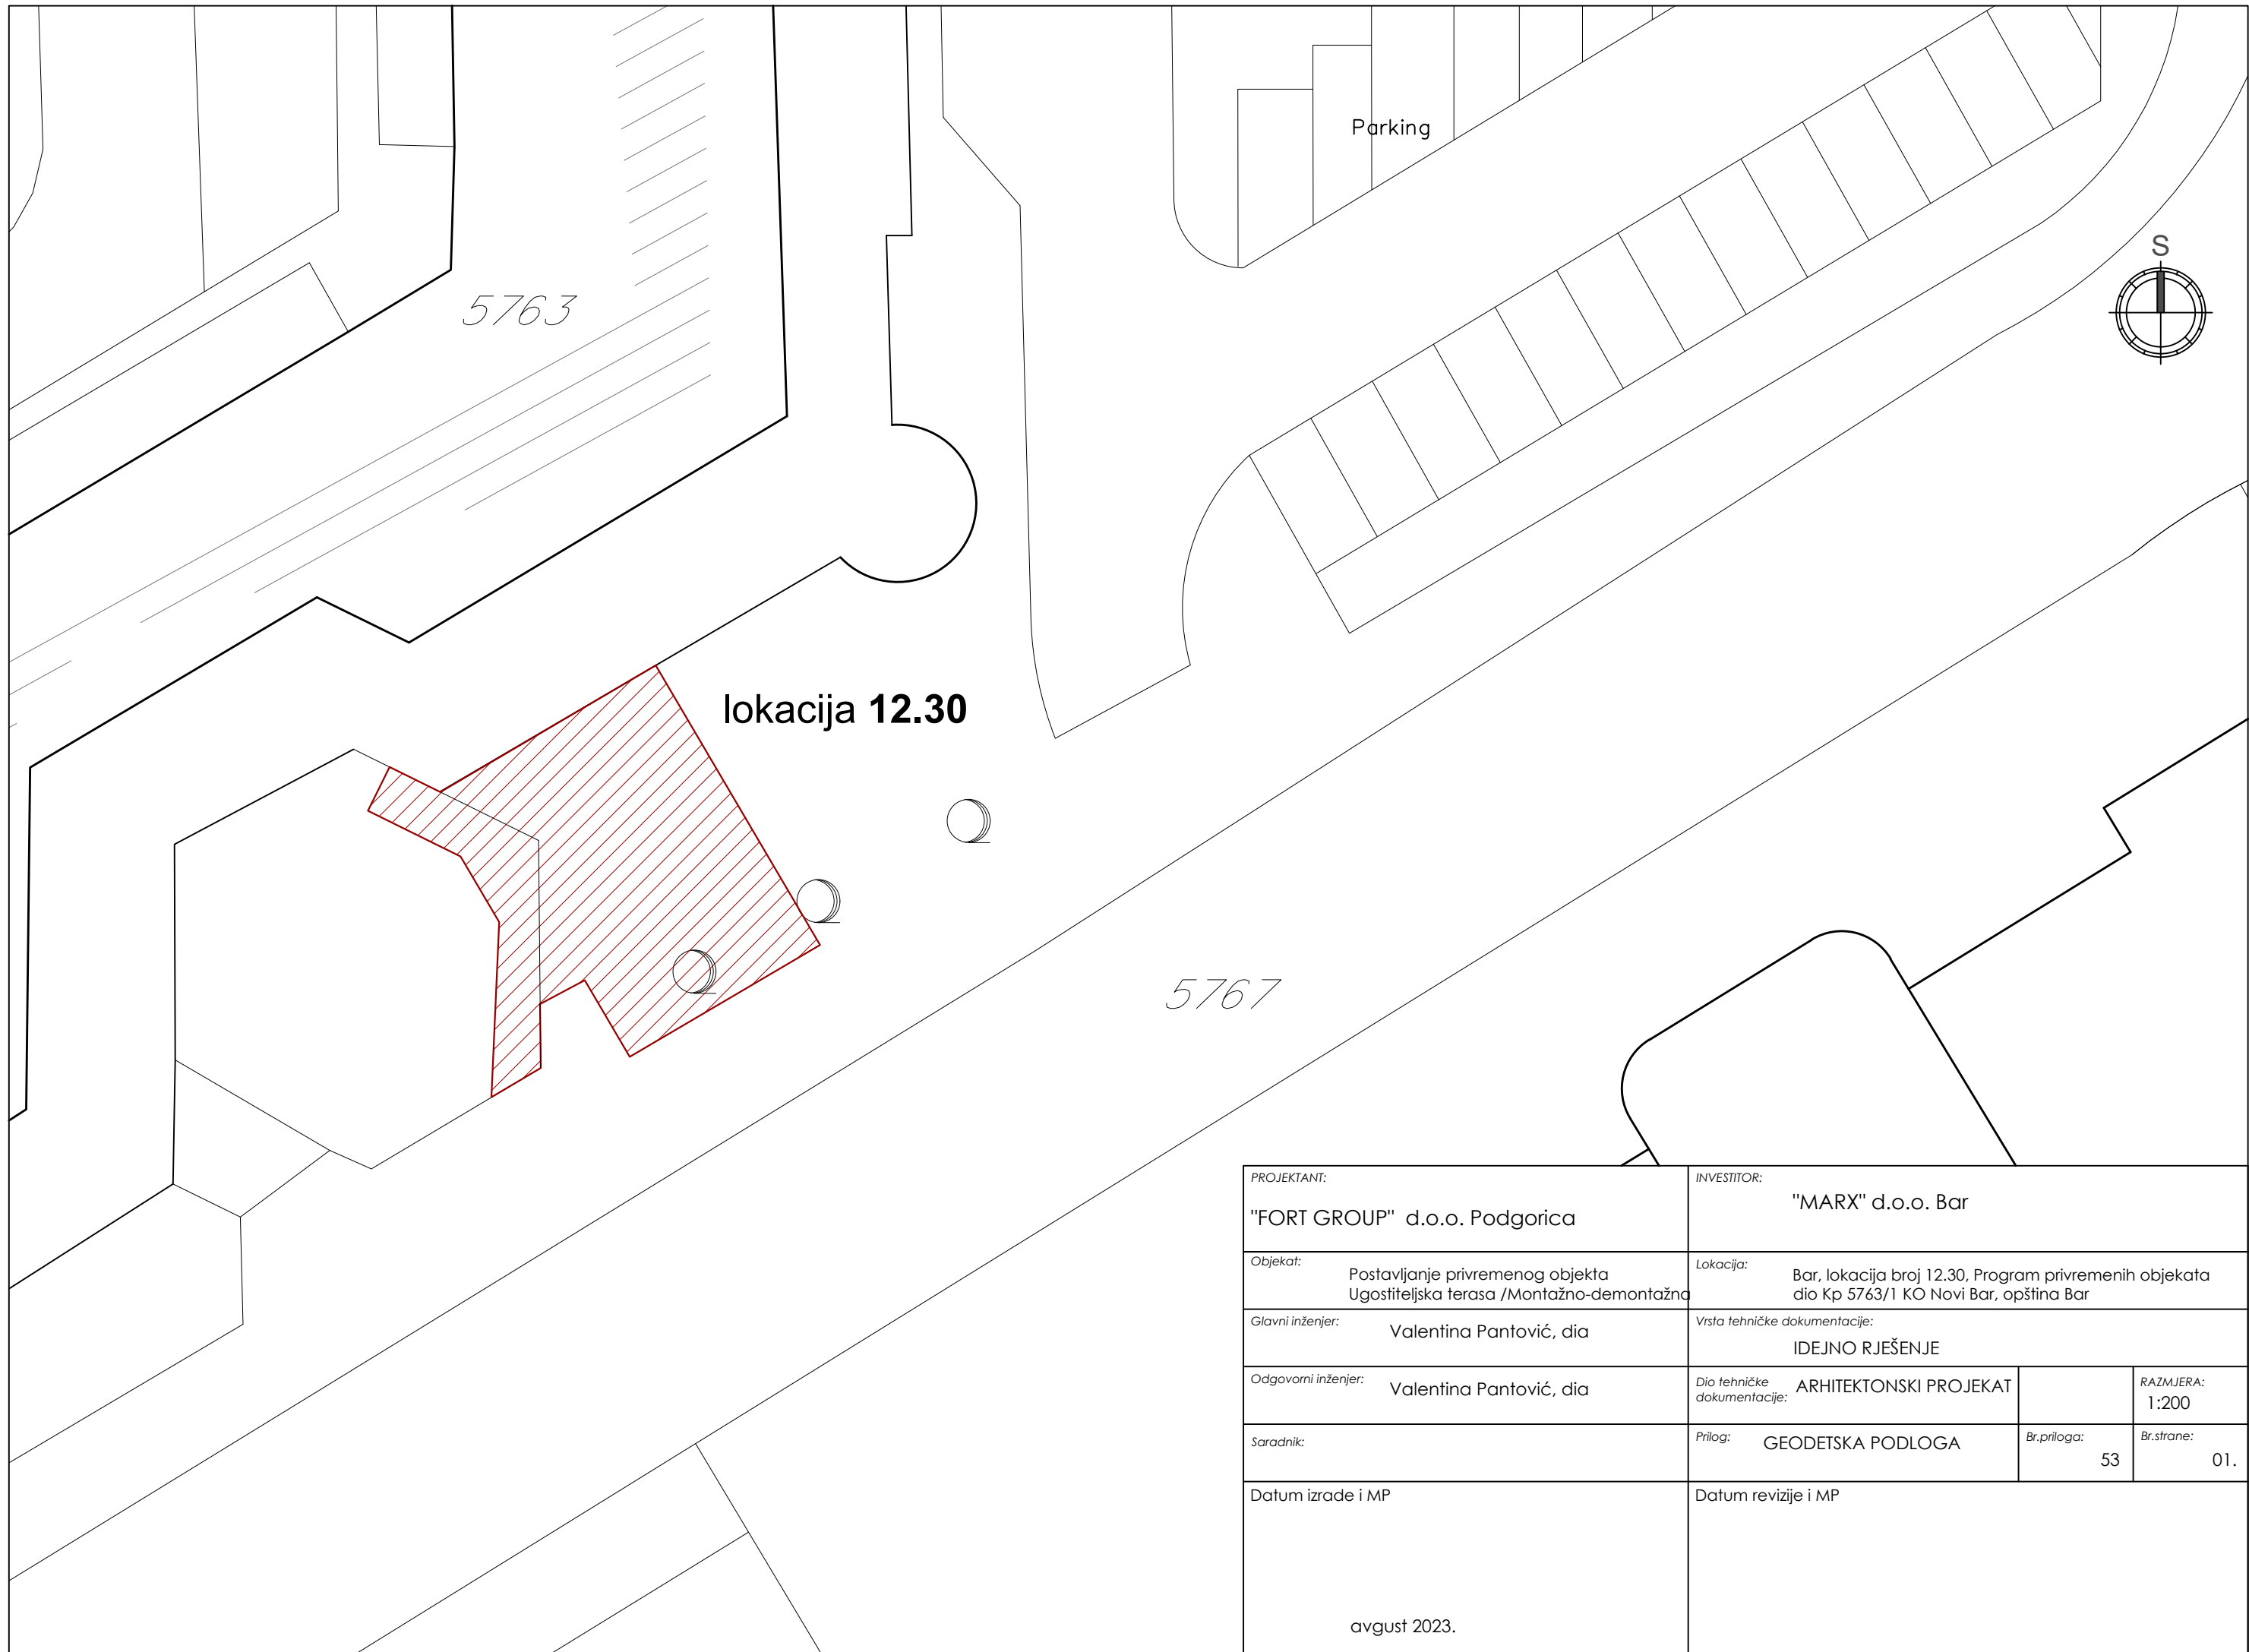 Parking
S
5763
lokacija 12.30
5767
PROJEKTANT:
"FORT GROUP" d.o.o. Podgorica
INVESTITOR:
"MARX" d.o.o. Bar
Objekat:
Postavljanje privremenog objekta
Ugostiteljska terasa /Montažno-demontažna
Lokacija:
Bar, lokacija broj 12.30, Program privremenih objekata
dio Kp 5763/1 KO Novi Bar, opština Bar
Glavni inženjer:
Valentina Pantović, dia
Vrsta tehničke dokumentacije:
IDEJNO RJEŠENJE
Odgovorni inženjer:
Valentina Pantović, dia
Dio tehničke
dokumentacije:
ARHITEKTONSKI PROJEKAT
RAZMJERA:
1:200
Saradnik:
Prilog:
GEODETSKA PODLOGA
Br.priloga:
53
Br.strane:
01.
Datum izrade i MP
Datum revizije i MP
avgust 2023.